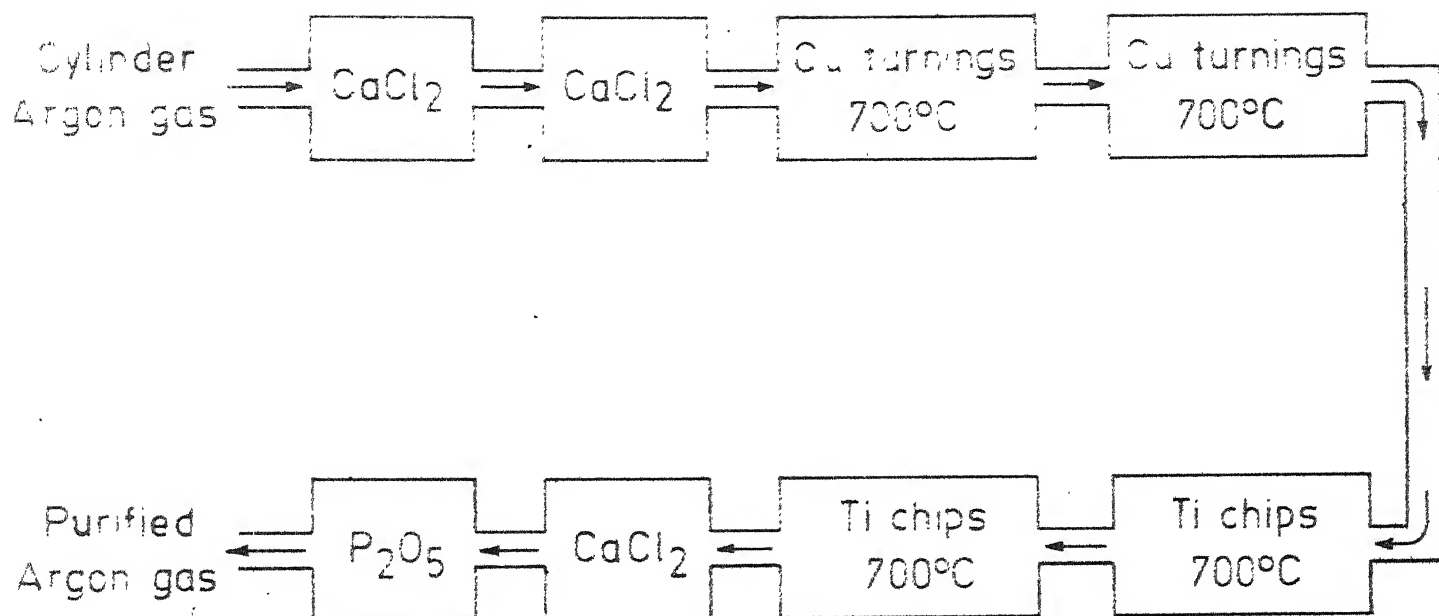 Cylinder
Argon gas
CaCl2
CaCl2
Cu turnings
700°C
Cu turnings
700°C
Purified
Argon gas
P2O5
CaCl2
Ti chips
700°C
Ti chips
700°C